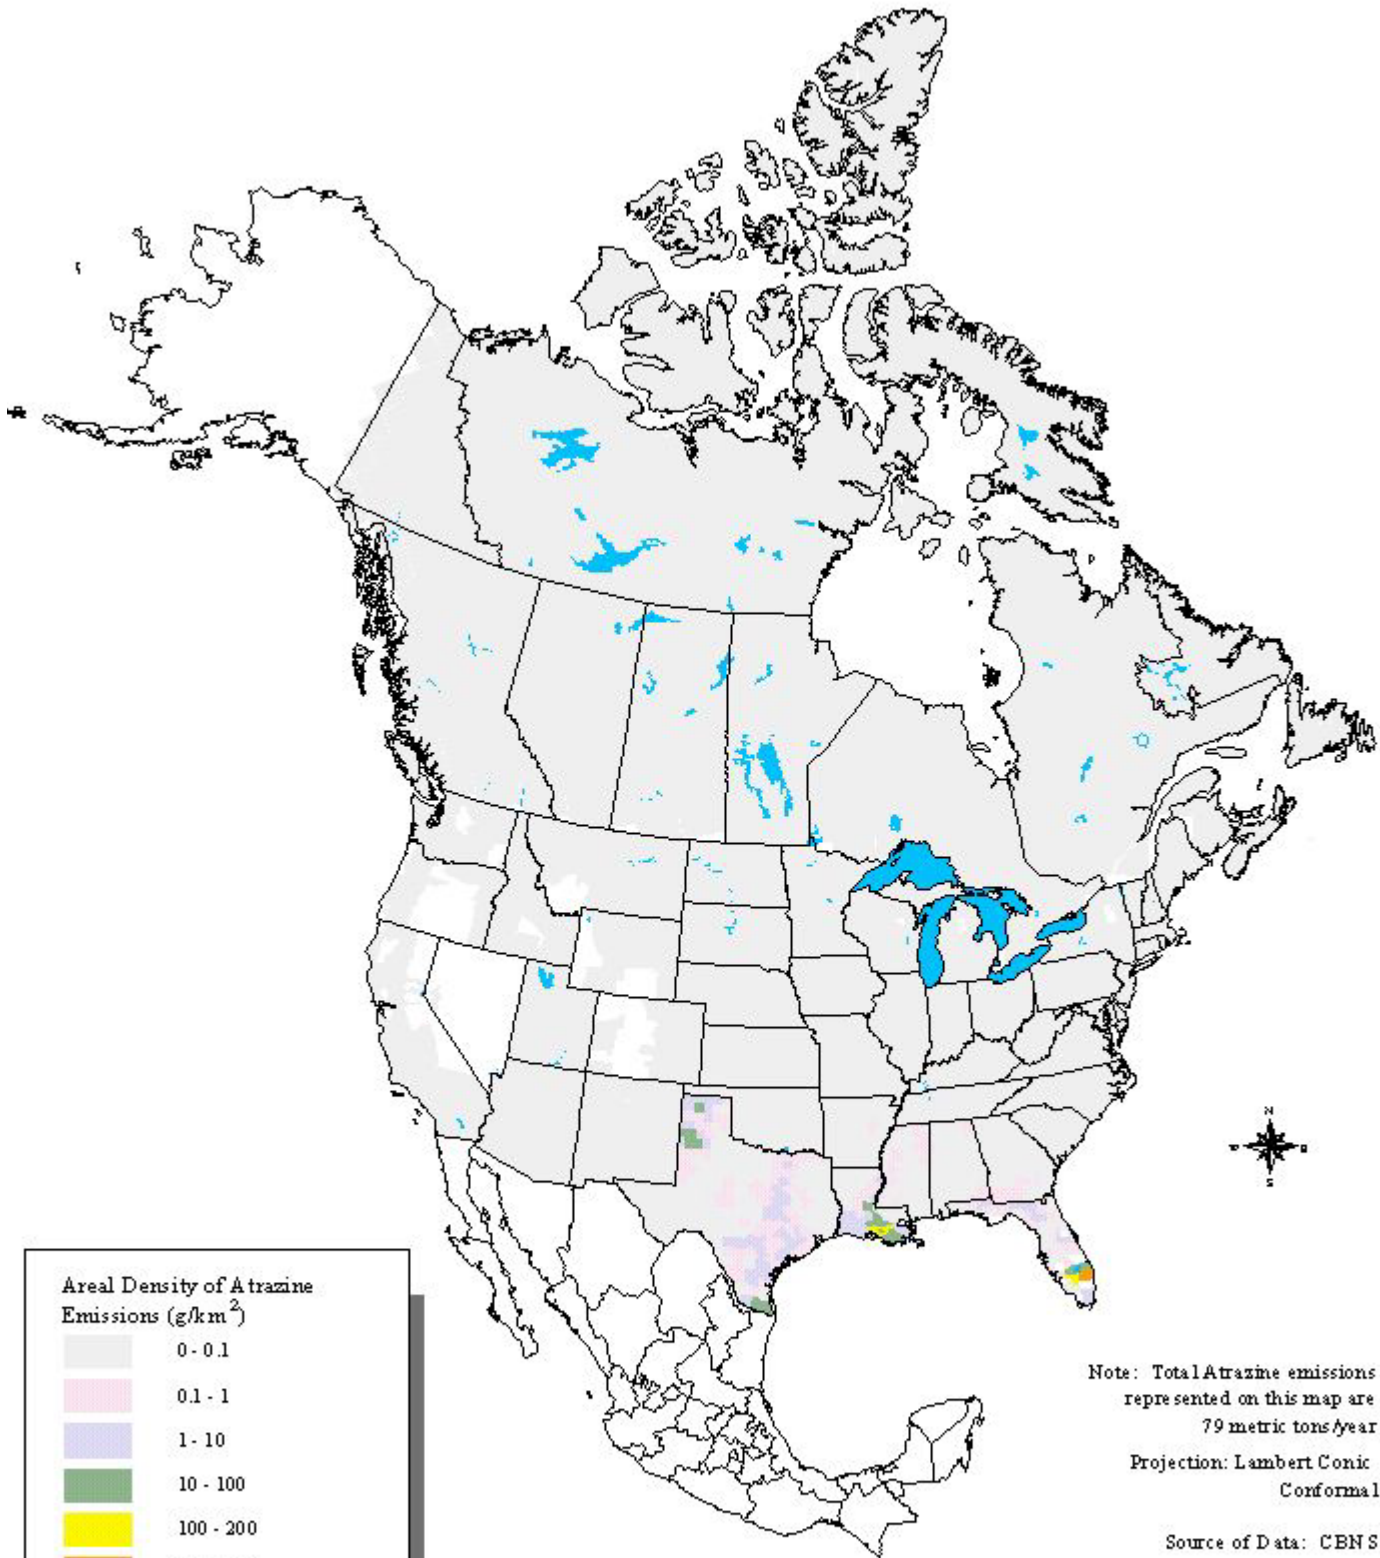 Areal Density of Atrazine
Emissions (g/km²)
0 - 0.1
0.1 - 1
1 - 10
10 - 100
100 - 200
N
S
Note: Total Atrazine emissions
represented on this map are
79 metric tons/year
Projection: Lambert Conic
Conformal
Source of Data: CBNS